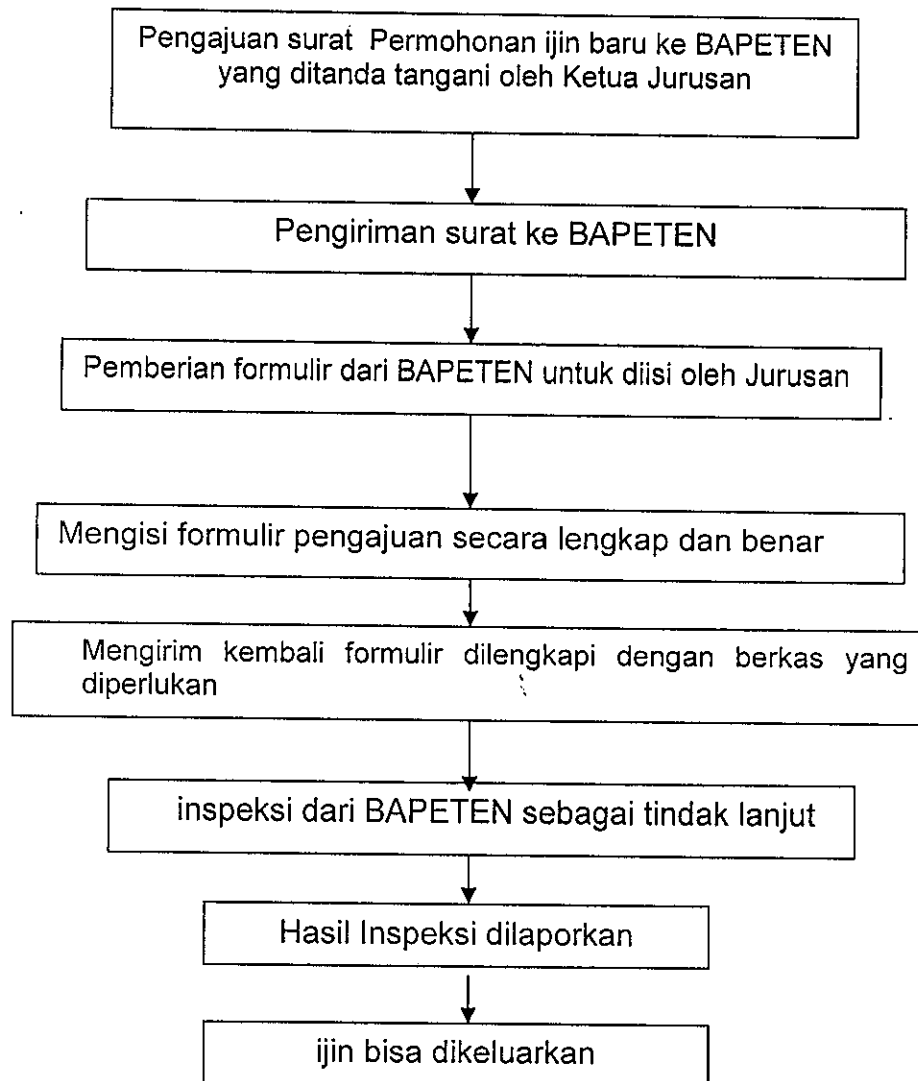 Pengajuan surat Permohonan ijin baru ke BAPETEN
yang ditanda tangani oleh Ketua Jurusan
Pengiriman surat ke BAPETEN
Pemberian formulir dari BAPETEN untuk diisi oleh Jurusan
Mengisi formulir pengajuan secara lengkap dan benar
Mengirim kembali formulir dilengkapi dengan berkas yang
diperlukan
inspeksi dari BAPETEN sebagai tindak lanjut
Hasil Inspeksi dilaporkan
ijin bisa dikeluarkan